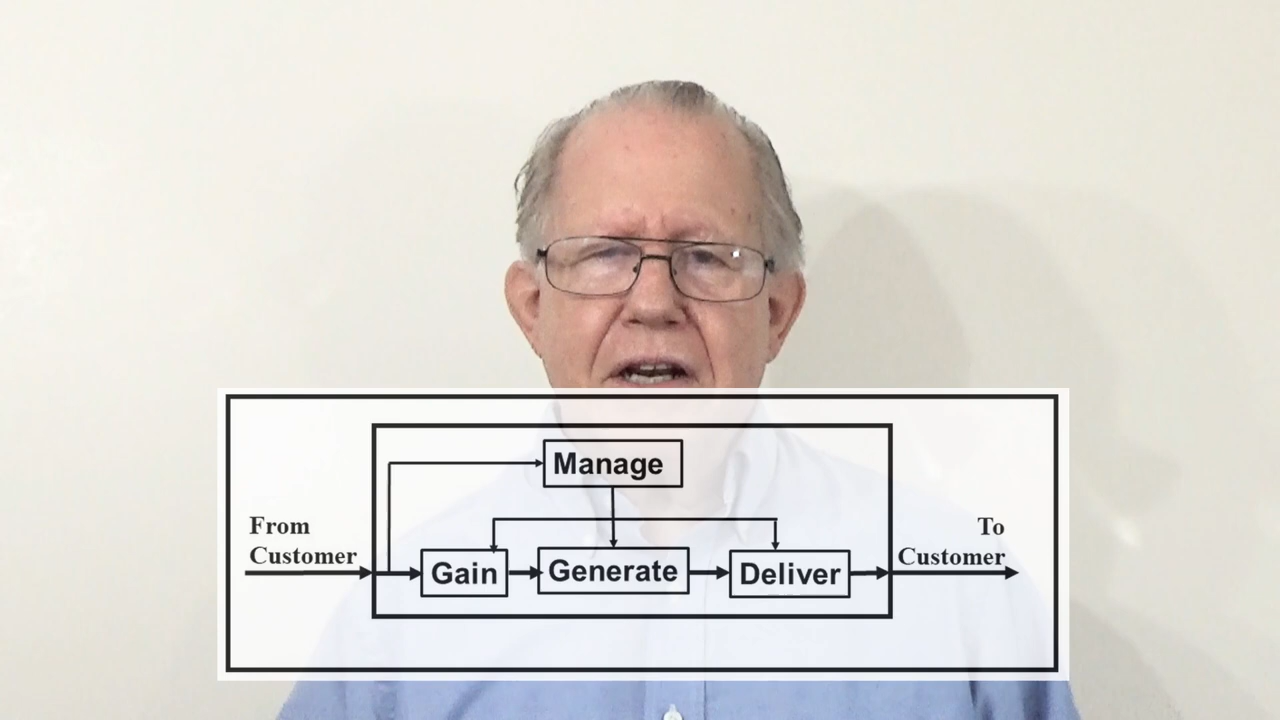 Manage
From
Customer
Gain
Generate
Deliver
To
Customer